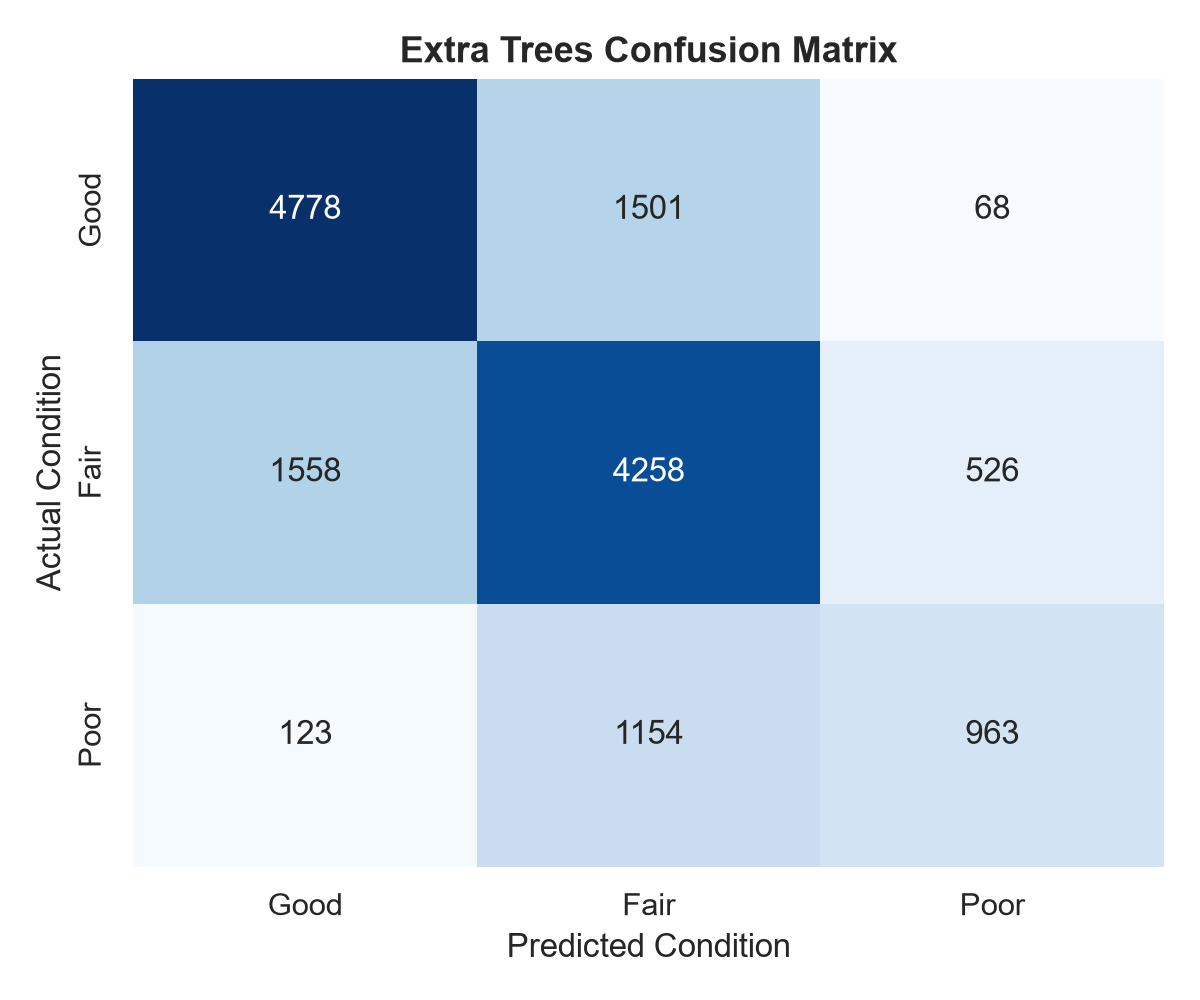 Extra Trees Confusion Matrix
Actual Condition
Good
4778 1501 68
Fair
1558 4258 526
Poor
123 1154 963
Good Fair Poor
Predicted Condition